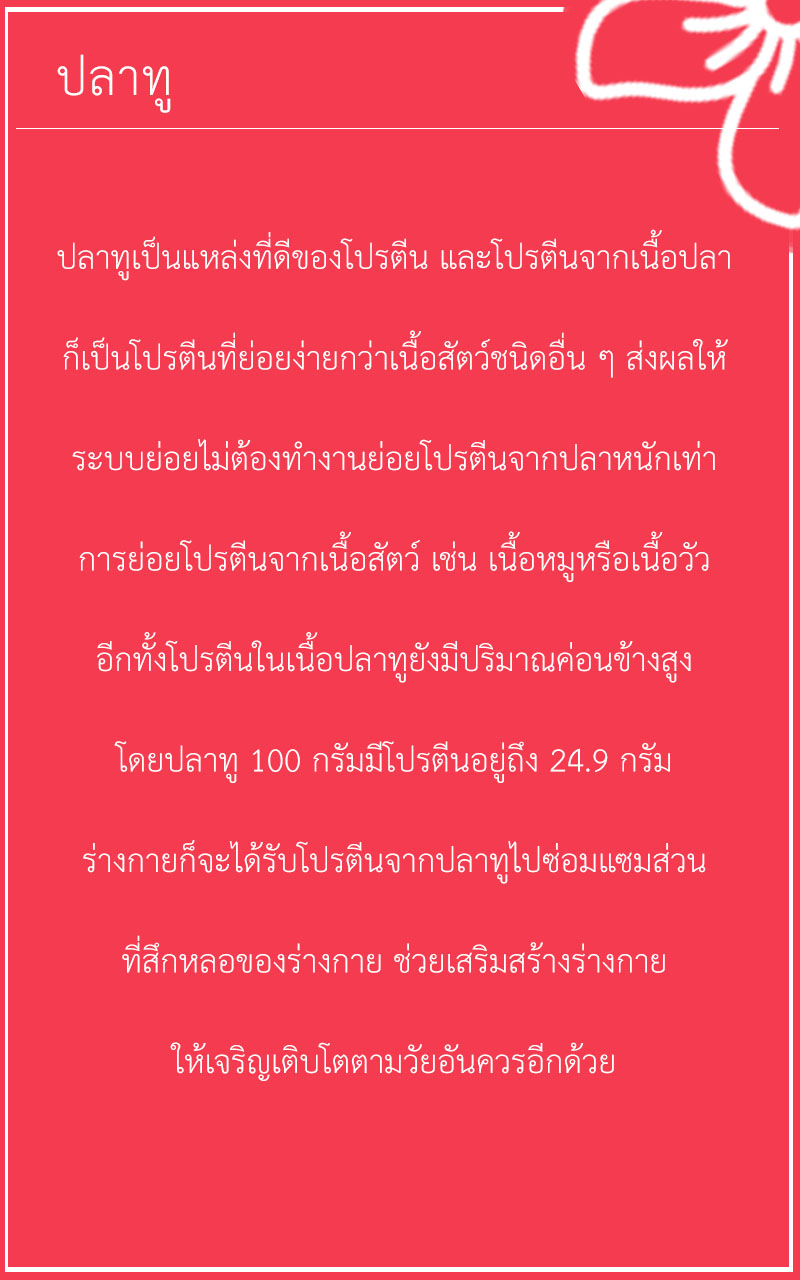 ปลาทู
ปลาทูเป็นแหล่งที่ดีของโปรตีน และโปรตีนจากเนื้อปลา
ก็เป็นโปรตีนที่ย่อยง่ายกว่าเนื้อสัตว์ชนิดอื่น ๆ ส่งผลให้
ระบบย่อยไม่ต้องทำงานย่อยโปรตีนจากปลาหนักเท่า
การย่อยโปรตีนจากเนื้อสัตว์ เช่น เนื้อหมูหรือเนื้อวัว
อีกทั้งโปรตีนในเนื้อปลาทูยังมีปริมาณค่อนข้างสูง
โดยปลาทู 100 กรัมมีโปรตีนอยู่ถึง 24.9 กรัม
ร่างกายก็จะได้รับโปรตีนจากปลาทูไปซ่อมแซมส่วน
ที่สึกหลอของร่างกาย ช่วยเสริมสร้างร่างกาย
ให้เจริญเติบโตตามวัยอันควรอีกด้วย